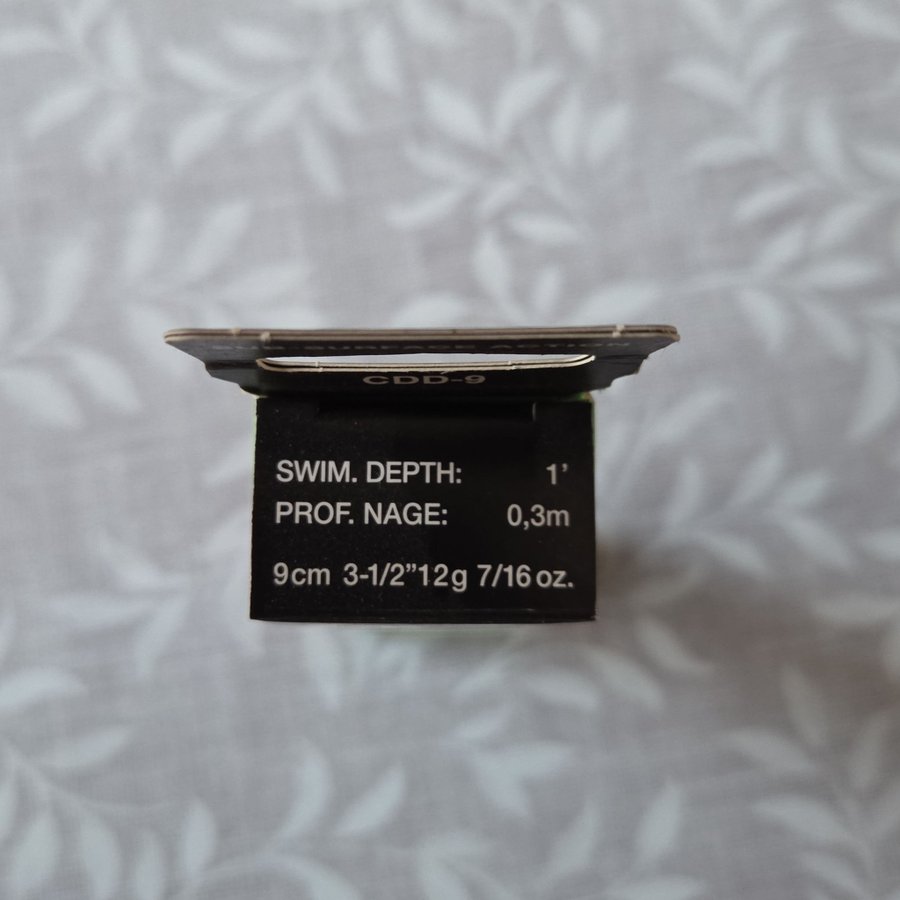 SURFACE ACTION
CDD-9
SWIM. DEPTH: 1’
PROF. NAGE: 0,3m
9cm 3-1/2”12g 7/16 oz.